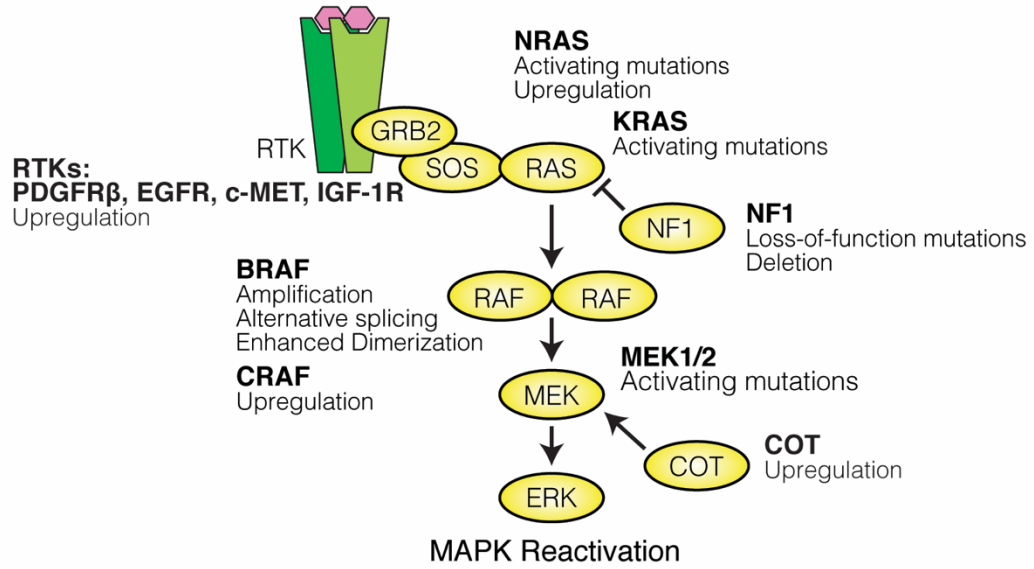 NRAS
Activating mutations
Upregulation
GRB2
KRAS
Activating mutations
RTK
SOS
RAS
RTKs:
PDGFRβ, EGFR, c-MET, IGF-1R
Upregulation
NF1
NF1
Loss-of-function mutations
Deletion
BRAF
Amplification
Alternative splicing
Enhanced Dimerization
RAF
RAF
CRAF
Upregulation
MEK
MEK1/2
Activating mutations
COT
COT
Upregulation
ERK
MAPK Reactivation